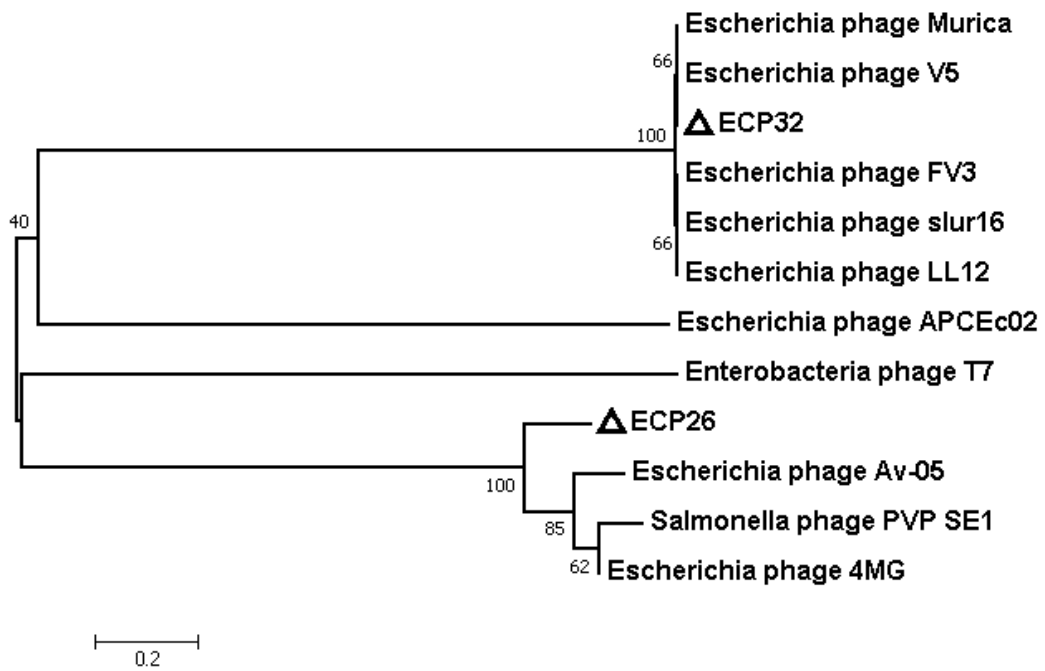 Escherichia phage Murica
66
Escherichia phage V5
ECP32
100
Escherichia phage FV3
40
Escherichia phage slur16
66
Escherichia phage LL12
Escherichia phage APCEc02
Enterobacteria phage T7
ECP26
Escherichia phage Av-05
100
Salmonella phage PVP SE1
85
62
Escherichia phage 4MG
0.2